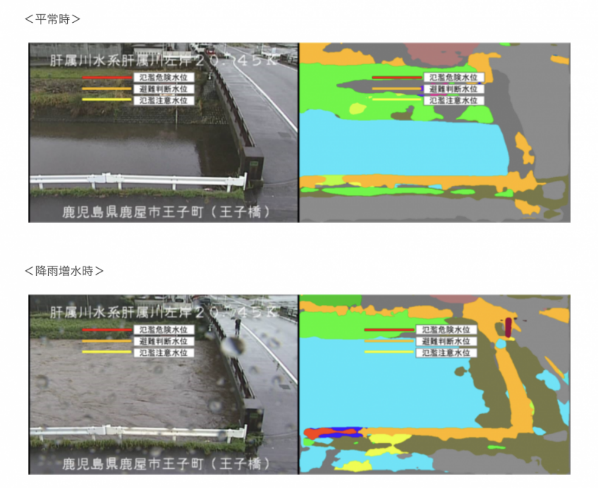 ＜平常時＞
肝属川水系肝属川左岸20.45K
氾濫危険水位
避難判断水位
氾濫注意水位
氾濫危険水位
避難判断水位
氾濫注意水位
鹿児島県鹿屋市王子町（王子橋）
＜降雨増水時＞
肝属川水系肝属川左岸20.45K
氾濫危険水位
避難判断水位
氾濫注意水位
氾濫危険水位
避難判断水位
氾濫注意水位
鹿児島県鹿屋市王子町（王子橋）